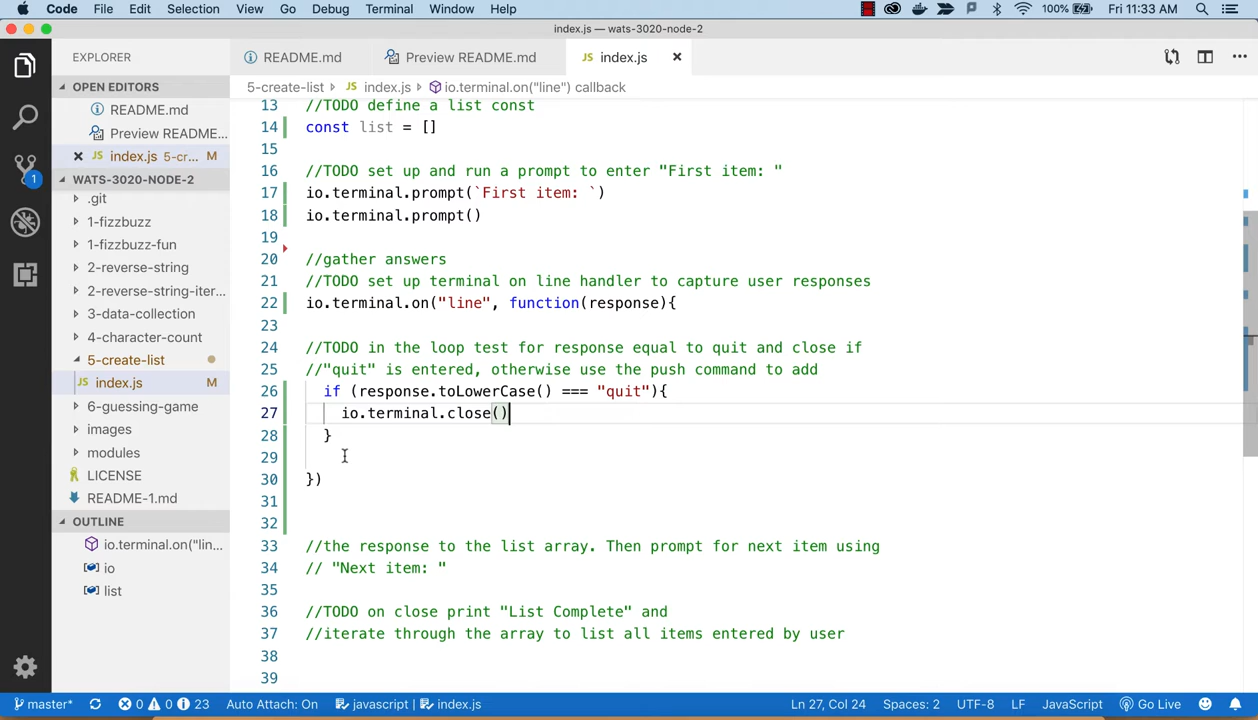 Code File Edit Selection View Go Debug Terminal Window Help 100% Fri 11:33 AM
index.js — wats-3020-node-2
EXPLORER
README.md Preview README.md JS index.js
OPEN EDITORS
README.md
Preview README...
JS index.js 5-cr... M
WATS-3020-NODE-2
.git
1-fizzbuzz
1-fizzbuzz-fun
2-reverse-string
2-reverse-string-iter...
3-data-collection
4-character-count
5-create-list
JS index.js M
6-guessing-game
images
modules
LICENSE
README-1.md
OUTLINE
io.terminal.on("lin...
io
list
1
5-create-list JS index.js io.terminal.on("line") callback
13 //TODO define a list const
14 const list = []
15
16 //TODO set up and run a prompt to enter "First item: "
17 io.terminal.prompt(`First item: `)
18 io.terminal.prompt()
19
20 //gather answers
21 //TODO set up terminal on line handler to capture user responses
22 io.terminal.on("line", function(response){
23
24 //TODO in the loop test for response equal to quit and close if
25 //"quit" is entered, otherwise use the push command to add
26 if (response.toLowerCase() === "quit"){
27 io.terminal.close()
28 }
29
30 })
31
32
33 //the response to the list array. Then prompt for next item using
34 // "Next item: "
35
36 //TODO on close print "List Complete" and
37 //iterate through the array to list all items entered by user
38
39
master* 0 0 23 Auto Attach: On javascript | index.js Ln 27, Col 24 Spaces: 2 UTF-8 LF JavaScript Go Live